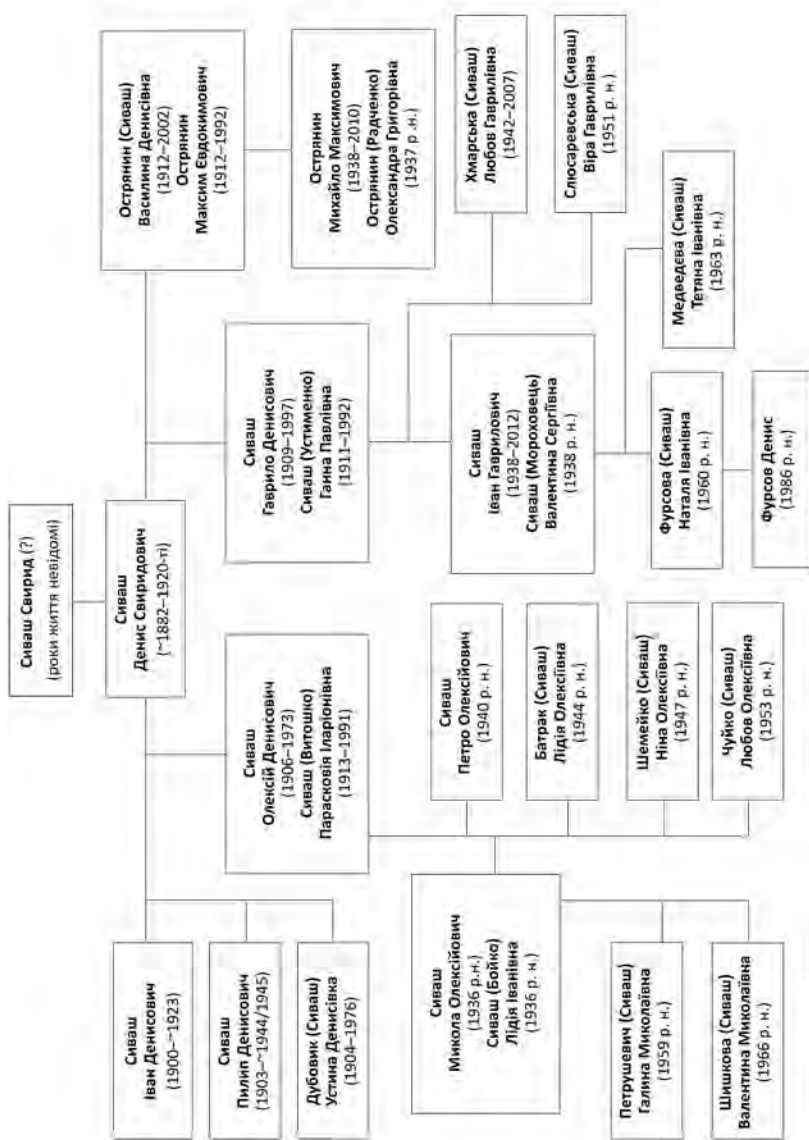 Сиваш Свирид (?)
(роки життя невідомі)
Сиваш
Денис Свиридович
(~1882–1920-ті)
Сиваш
Іван Денисович
(1900–~1923)
Сиваш
Пилип Денисович
(1903–~1944/1945)
Дубовик (Сиваш)
Устина Денисівка
(1904–1976)
Сиваш
Олексій Денисович
(1906–1973)
Сиваш (Витошко)
Парасковія Іларіонівна
(1913–1991)
Сиваш
Гаврило Денисович
(1909–1997)
Сиваш (Устименко)
Ганна Павлівна
(1911–1992)
Острянин (Сиваш)
Василина Денисівна
(1912–2002)
Острянин
Максим Євдокимович
(1912–1992)
Сиваш
Микола Олексійович
(1936 р.н.)
Сиваш (Бойко)
Лідія Іванівна
(1936 р. н.)
Сиваш
Петро Олексійович
(1940 р. н.)
Батрак (Сиваш)
Лідія Олексіївна
(1944 р. н.)
Шемейко (Сиваш)
Ніна Олексіївна
(1947 р. н.)
Чуйко (Сиваш)
Любов Олексіївна
(1953 р. н.)
Сиваш
Іван Гаврилович
(1938–2012)
Сиваш (Мороховець)
Валентина Сергіївна
(1938 р. н.)
Хмарська (Сиваш)
Любов Гаврилівна
(1942–2007)
Слюсаревська (Сиваш)
Віра Гаврилівна
(1951 р. н.)
Острянин
Михайло Максимович
(1938–2010)
Острянин (Радченко)
Олександра Григорівна
(1937 р .н.)
Петрушевич (Сиваш)
Галина Миколаївна
(1959 р. н.)
Шишкова (Сиваш)
Валентина Миколаївна
(1966 р. н.)
Фурсова (Сиваш)
Наталя Іванівна
(1960 р. н.)
Медведєва (Сиваш)
Тетяна Іванівна
(1963 р. н.)
Фурсов Денис
(1986 р. н.)